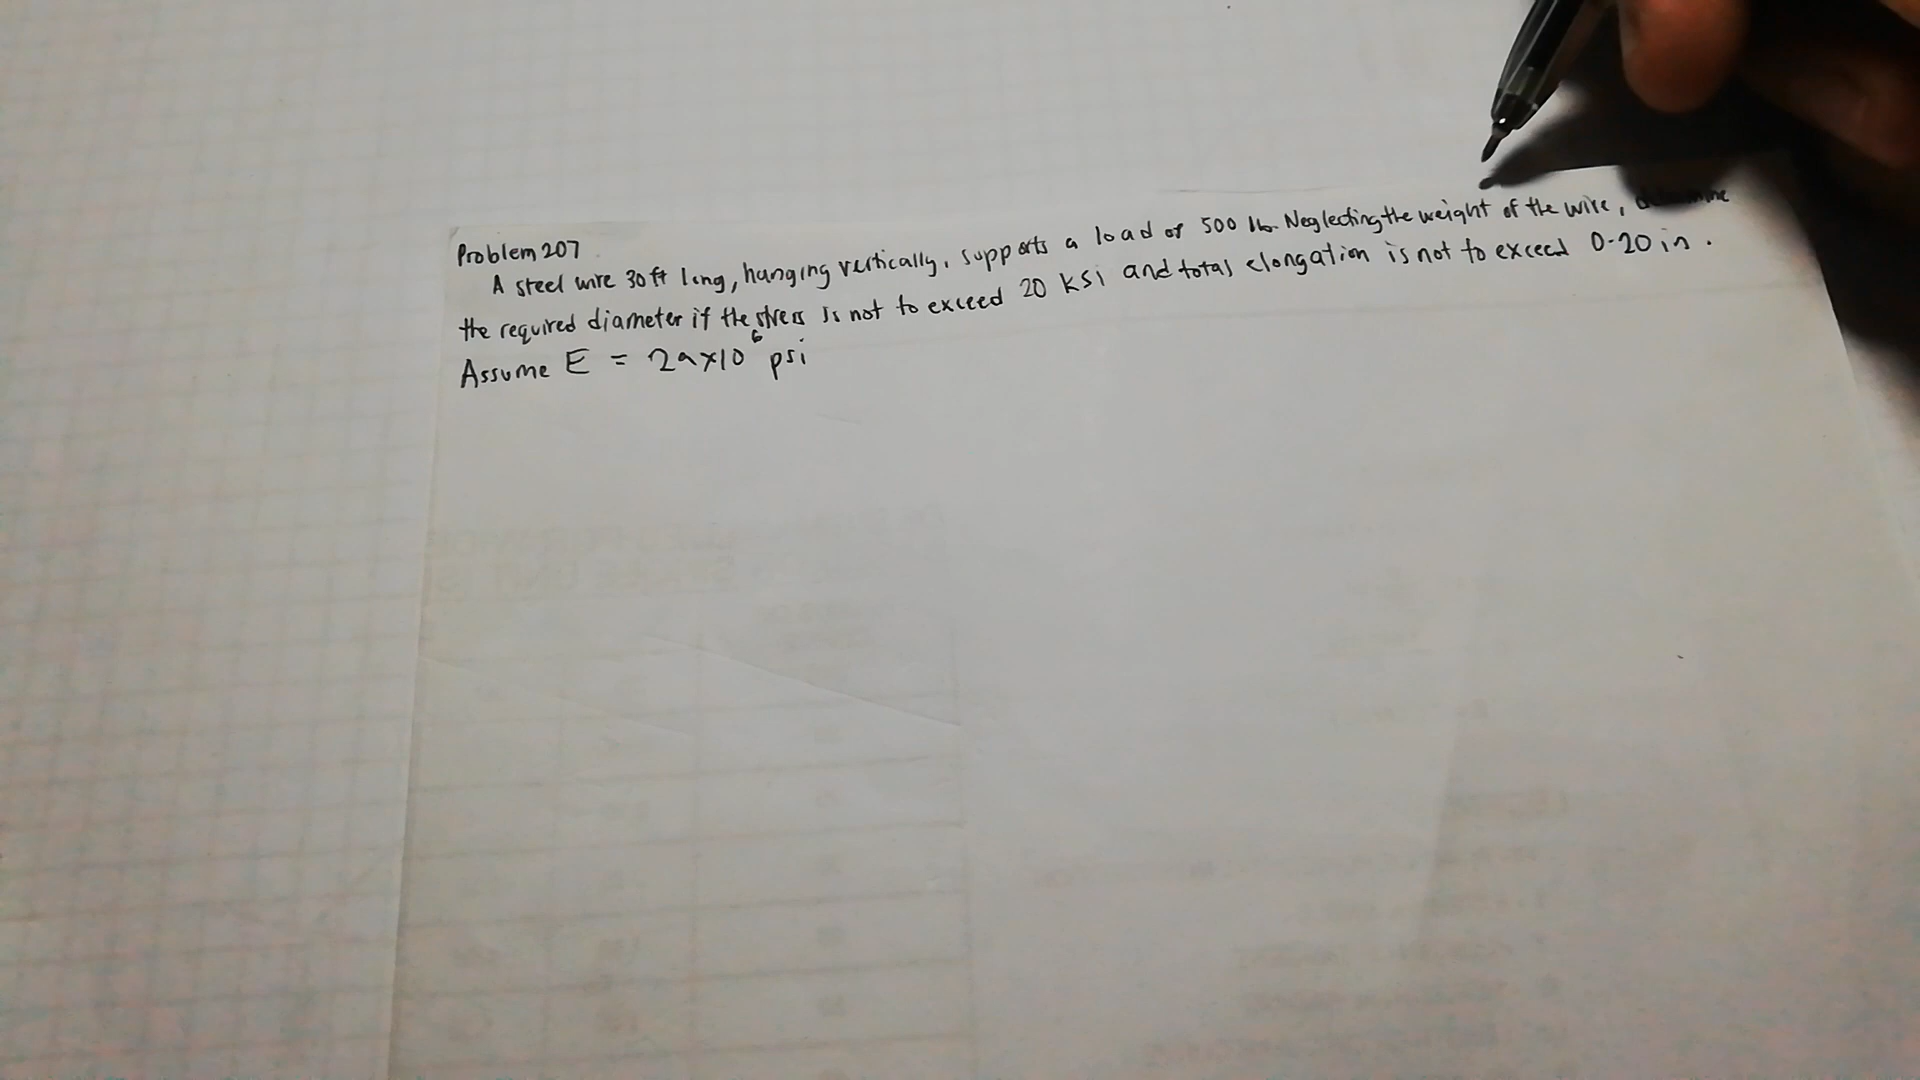 Problem 207
A steel wire 30 ft long, hanging vertically, supports a load of 500 lb. Neglecting the weight of the wire, determine
the required diameter if the stress is not to exceed 20 ksi and total elongation is not to exceed 0.20 in.
Assume E = 29x10⁶ psi